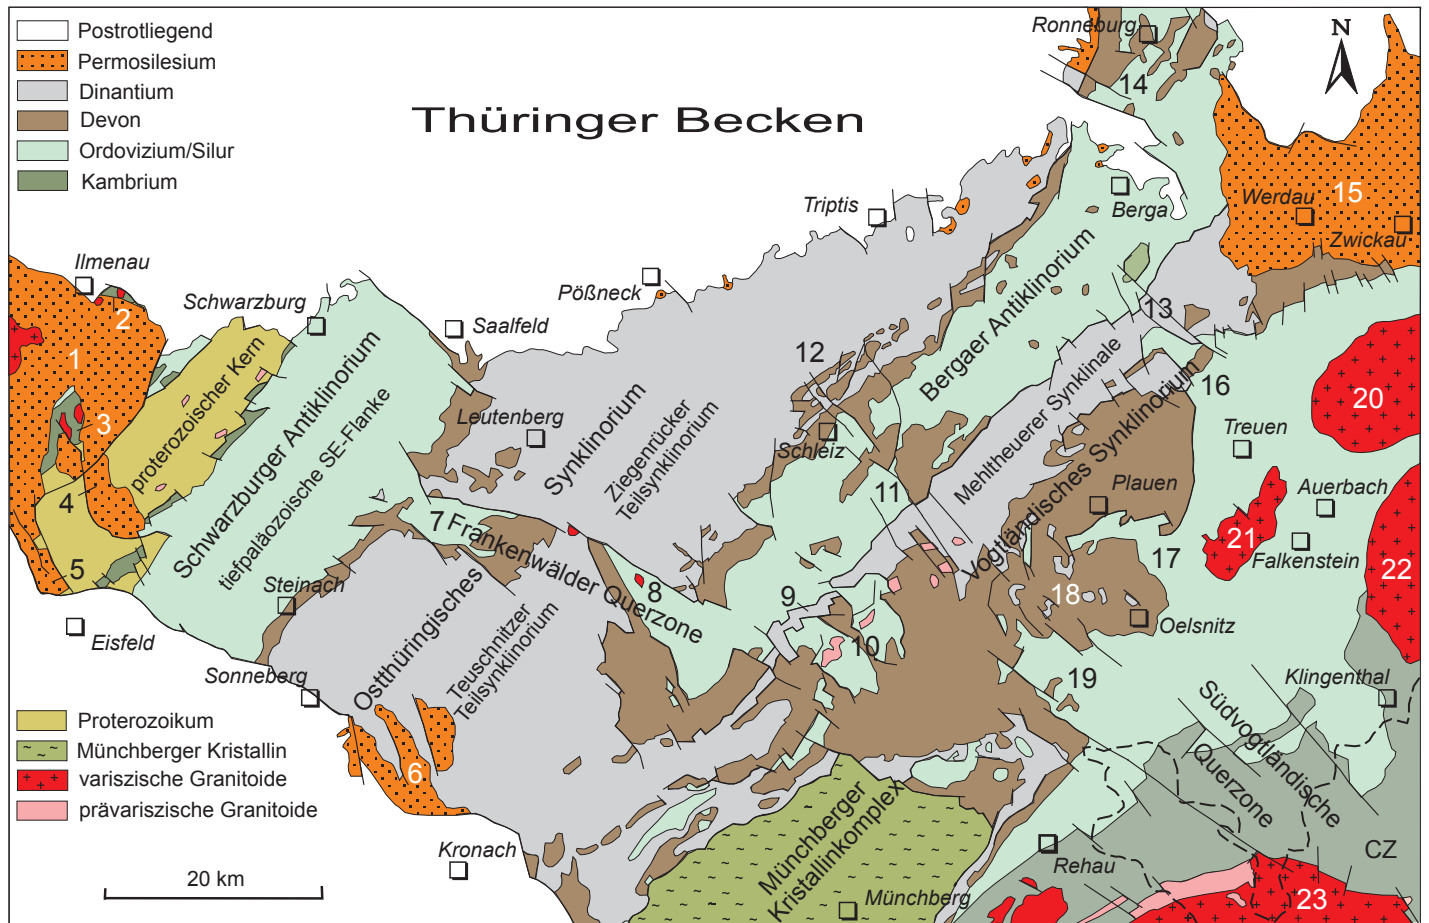 Postrotliegend
Permosilesium
Dinantium
Devon
Ordovizium/Silur
Kambrium
Thüringer Becken
Ronneburg
N
14
Triptis
Berga
Werdau
15
Zwickau
Ilmenau
2
1
Schwarzburg
Pößneck
Saalfeld
13
3
4
5
proterozoischer Kern
Schwarzburger Antiklinorium
tiefpaläozoische SE-Flanke
Leutenberg
Synklinorium
Ziegenrücker
Teilsynklinorium
12
Schleiz
Bergaer Antiklinorium
11
Mehltheuerer Synklinale
Vogtländisches Synklinorium
16
20
Treuen
Plauen
Auerbach
21
Falkenstein
22
17
18
Oelsnitz
7
Frankenwälder Querzone
8
9
10
Steinach
Eisfeld
Sonneberg
Ostthüringisches
Teuschnitzer
Teilsynklinorium
6
19
Klingenthal
Südvogtländische
Querzone
CZ
Proterozoikum
Münchberger Kristallin
variszische Granitoide
prävariszische Granitoide
20 km
Kronach
Münchberger
Kristallinkomplex
Münchberg
Rehau
23